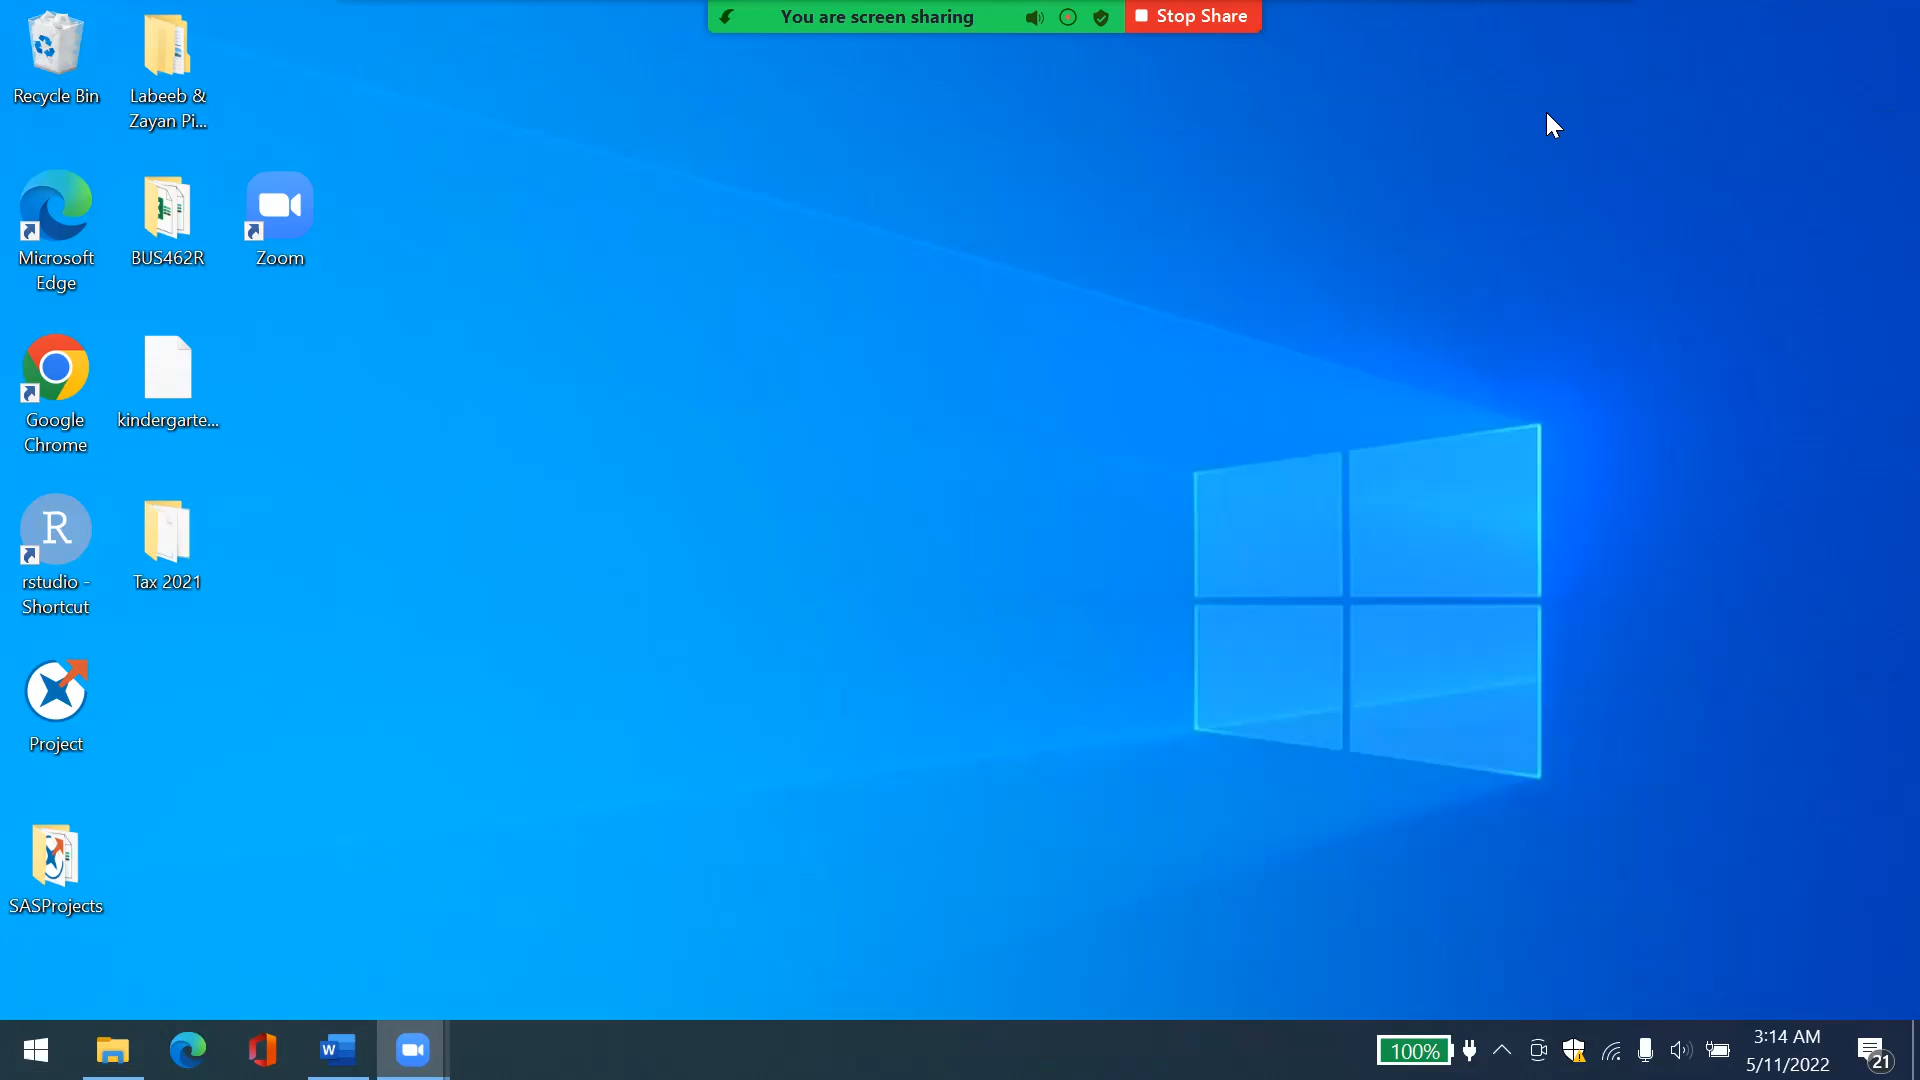 You are screen sharing
Stop Share
Recycle Bin
Labeeb &
Zayan Pi...
Microsoft
Edge
BUS462R
Zoom
Google
Chrome
kindergarte...
R
rstudio -
Shortcut
Tax 2021
Project
SASProjects
W
100%
3:14 AM
5/11/2022
21